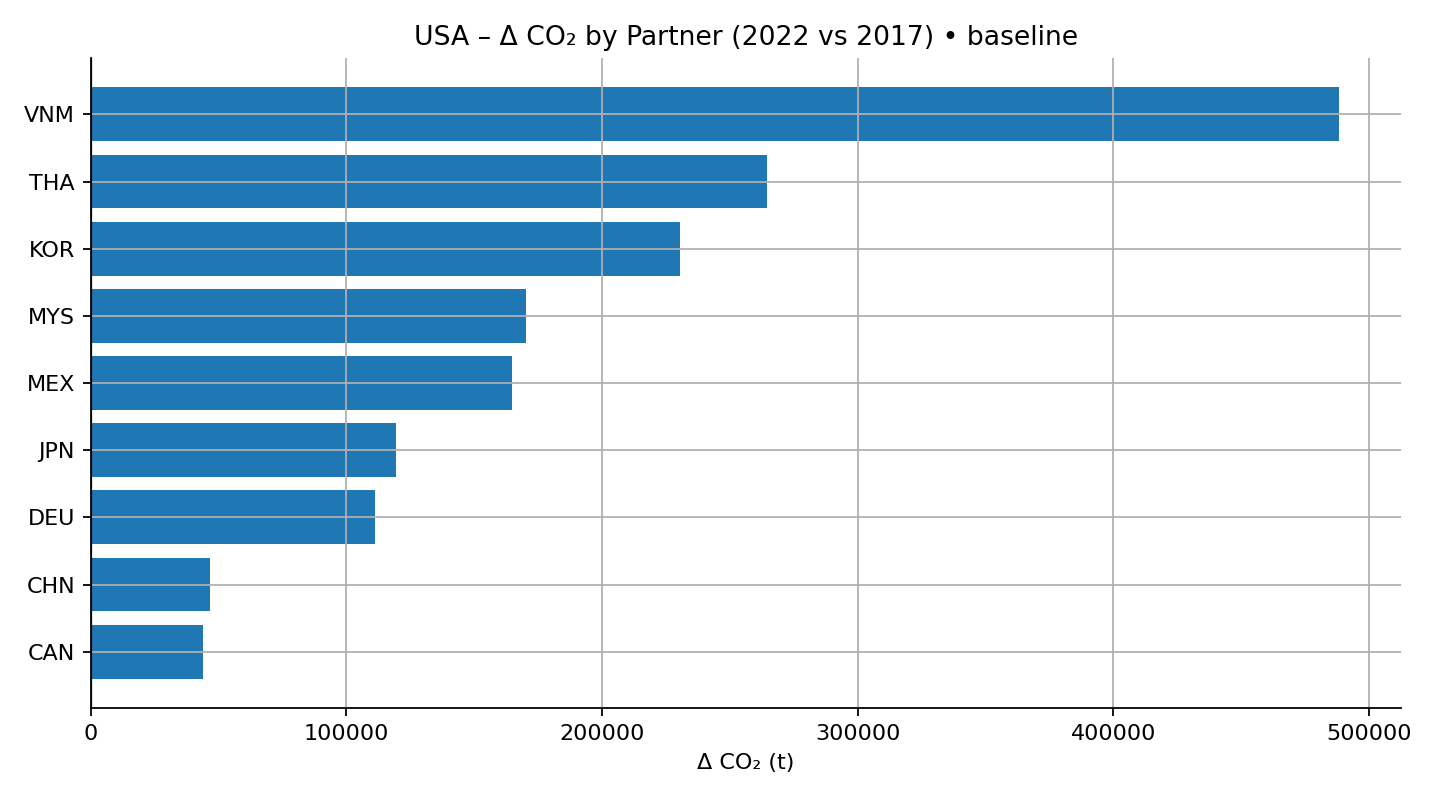 USA – Δ CO₂ by Partner (2022 vs 2017) • baseline
VNM
THA
KOR
MYS
MEX
JPN
DEU
CHN
CAN
0 100000 200000 300000 400000 500000
Δ CO₂ (t)